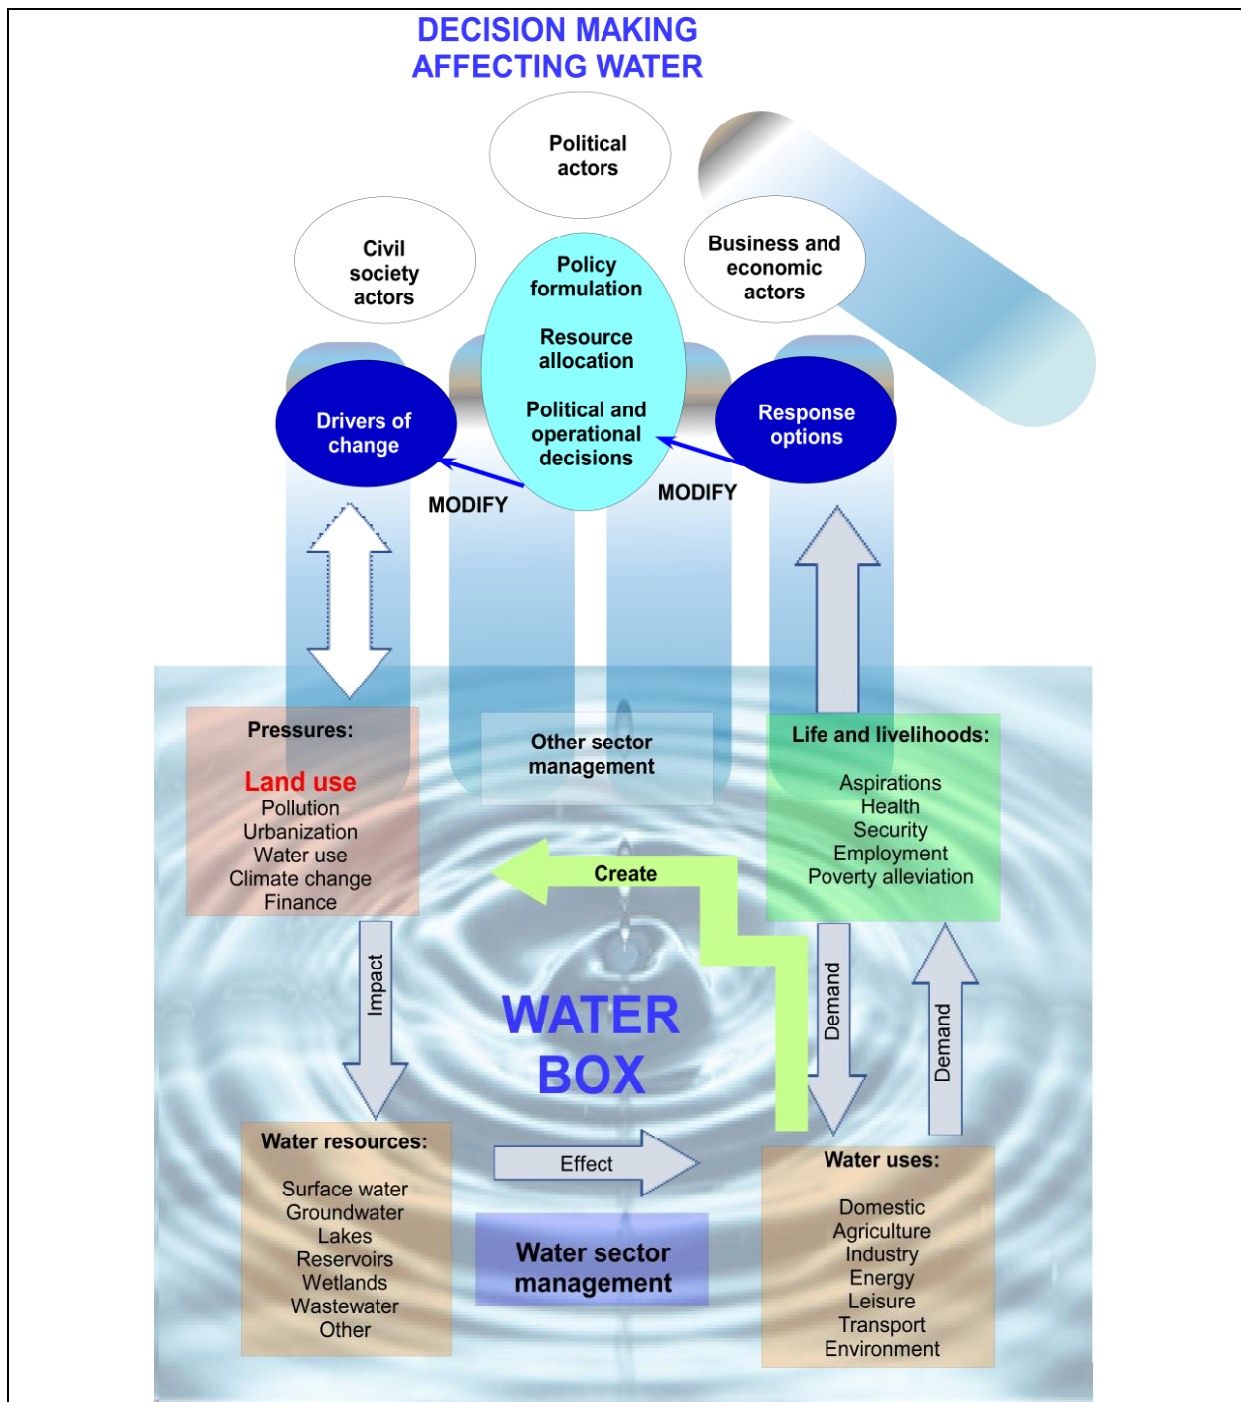 DECISION MAKING
AFFECTING WATER
Political
actors
Civil
society
actors
Business and
economic
actors
Policy
formulation
Resource
allocation
Political and
operational
decisions
Drivers of
change
Response
options
MODIFY
MODIFY
Pressures:
Land use
Pollution
Urbanization
Water use
Climate change
Finance
Other sector
management
Life and livelihoods:
Aspirations
Health
Security
Employment
Poverty alleviation
Create
Impact
WATER
BOX
Demand
Demand
Water resources:
Surface water
Groundwater
Lakes
Reservoirs
Wetlands
Wastewater
Other
Effect
Water sector
management
Water uses:
Domestic
Agriculture
Industry
Energy
Leisure
Transport
Environment